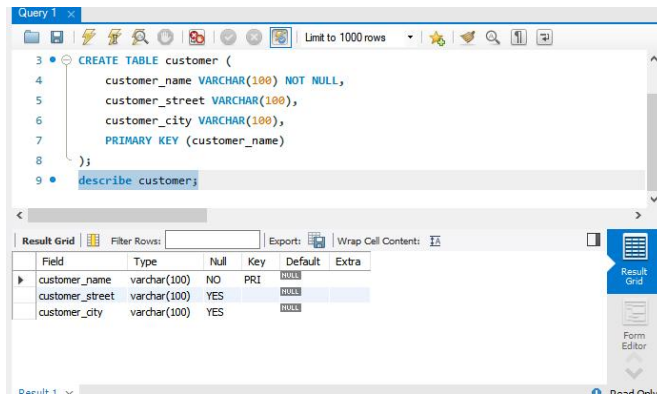 Query 1
Limit to 1000 rows
3 CREATE TABLE customer (
4 customer_name VARCHAR(100) NOT NULL,
5 customer_street VARCHAR(100),
6 customer_city VARCHAR(100),
7 PRIMARY KEY (customer_name)
8 );
9 describe customer;
Result Grid Filter Rows: Export: Wrap Cell Content:
Field Type Null Key Default Extra
customer_name varchar(100) NO PRI NULL
customer_street varchar(100) YES NULL
customer_city varchar(100) YES NULL
Result
Grid
Form
Editor
Result 1 Read Only